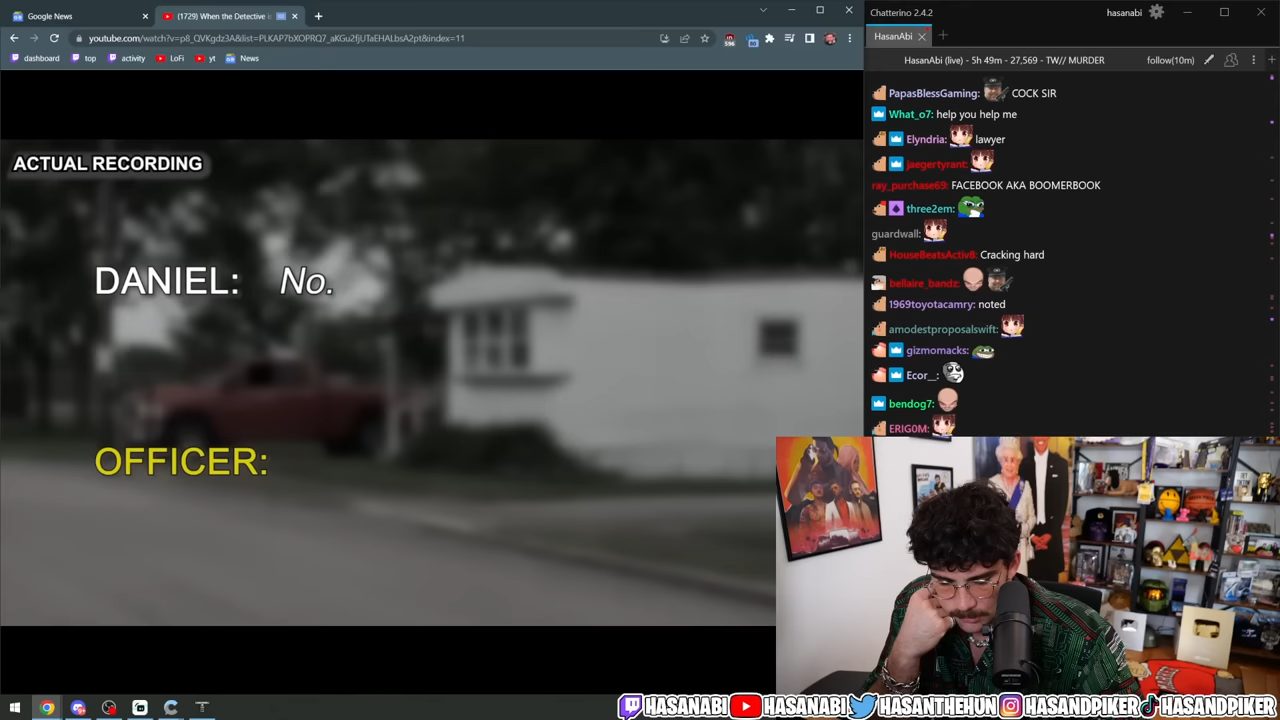 Google News
(1729) When the Detective i
youtube.com/watch?v=p8_QVKgdz3A&list=PLKAP7bXOPRQ7_aKGu2fjUTaEHALbsA2pt&index=11
596
80
dashboard
top
activity
LoFi
yt
News
ACTUAL RECORDING
DANIEL: No.
OFFICER:
Chatterino 2.4.2
hasanabi
HasanAbi
HasanAbi (live) - 5h 49m - 27,569 - TW// MURDER
follow(10m)
PapasBlessGaming: COCK SIR
What_o7: help you help me
Elyndria: lawyer
jaegertyrant:
ray_purchase69: FACEBOOK AKA BOOMERBOOK
three2em:
guardwall:
HouseBeatsActiv8: Cracking hard
bellaire_bandz:
1969toyotacamry: noted
amodestproposalswift:
gizmomacks:
Ecor__:
bendog7:
ERIG0M:
HASANABI HASANABI HASANTHEHUN HASANDPIKER HASANDPIKER